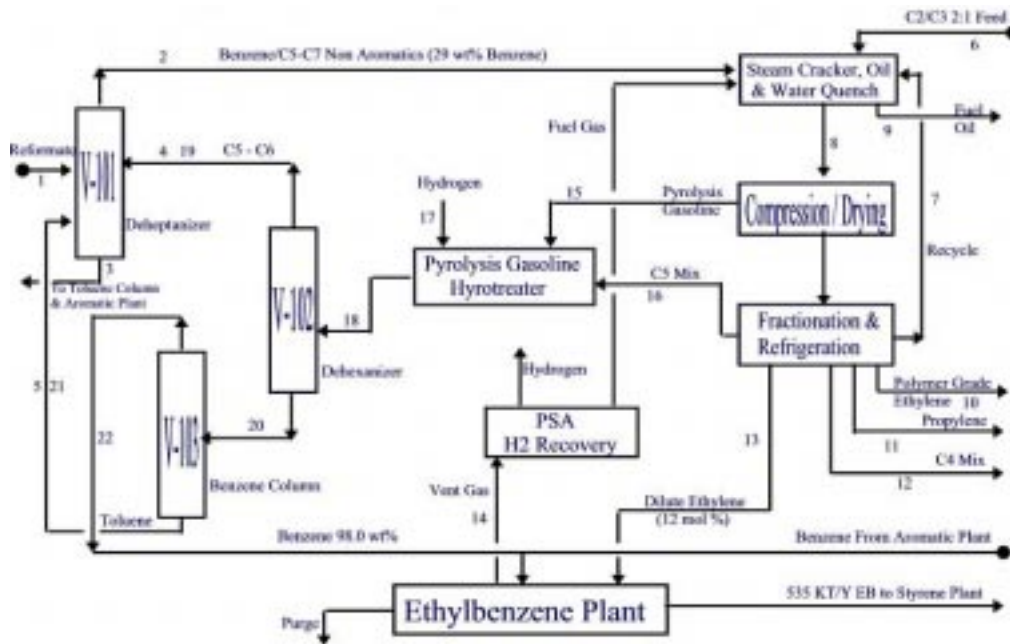 C2/C3 2:1 Feed
6
2
Benzene/C5-C7 Non Aromatics (29 wt% Benzene)
Steam Cracker, Oil
& Water Quench
Fuel Gas
9
Fuel
Oil
8
Reformate
1
V-101
4 19
C5 - C6
Hydrogen
17
15
Pyrolysis
Gasoline
Compression / Drying
7
Recycle
Deheptanizer
3
To Toluene Column
& Aromatic Plant
V-102
18
Pyrolysis Gasoline
Hyrotreater
C5 Mix
16
Fractionation &
Refrigeration
Dehexanizer
Hydrogen
Polymer Grade
Ethylene 10
Propylene
11
C4 Mix
12
5 21
22
V-103
20
PSA
H2 Recovery
13
Benzene Column
Vent Gas
14
Dilute Ethylene
(12 mol %)
Toluene
Benzene 98.0 wt%
Benzene From Aromatic Plant
Ethylbenzene Plant
535 KT/Y EB to Styrene Plant
Purge